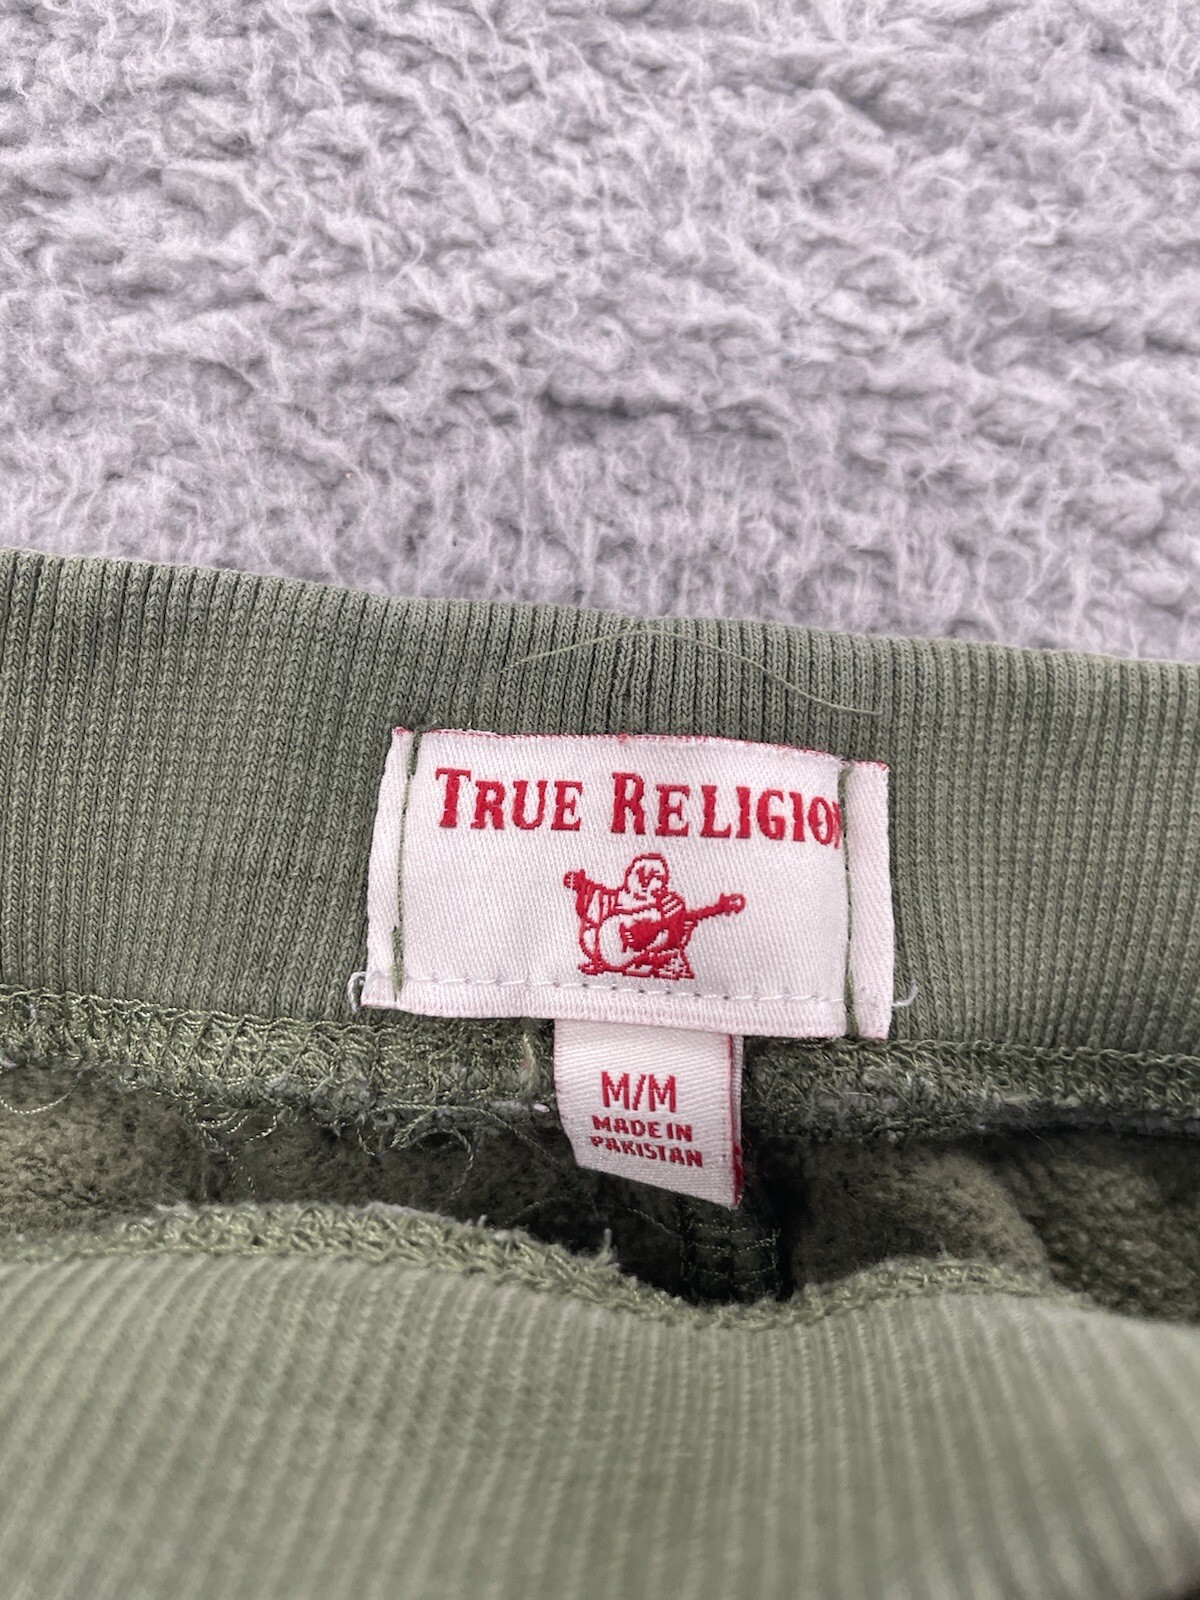 TRUE RELIGION
M/M
MADE IN
PAKISTAN